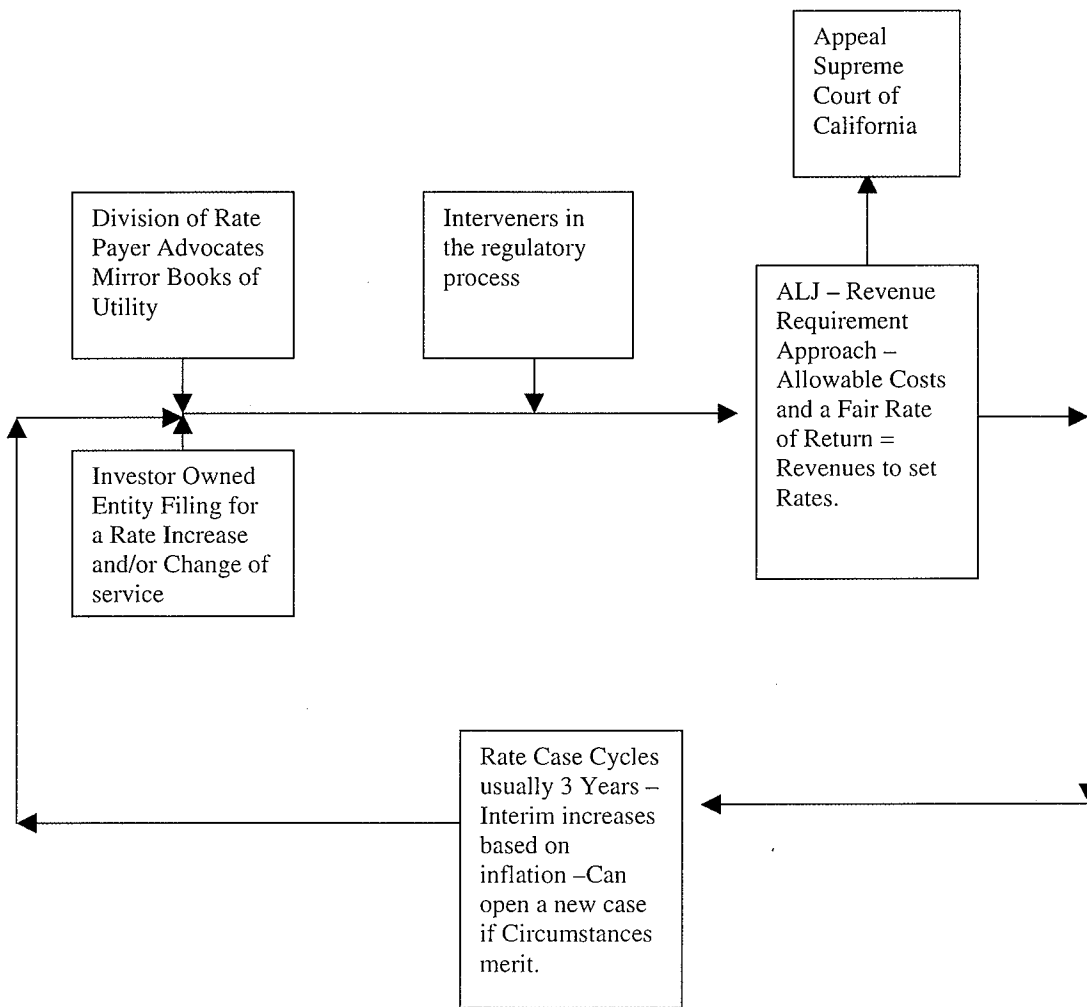 Appeal
Supreme
Court of
California
Division of Rate
Payer Advocates
Mirror Books of
Utility
Interveners in
the regulatory
process
ALJ – Revenue
Requirement
Approach –
Allowable Costs
and a Fair Rate
of Return =
Revenues to set
Rates.
Investor Owned
Entity Filing for
a Rate Increase
and/or Change of
service
Rate Case Cycles
usually 3 Years –
Interim increases
based on
inflation –Can
open a new case
if Circumstances
merit.